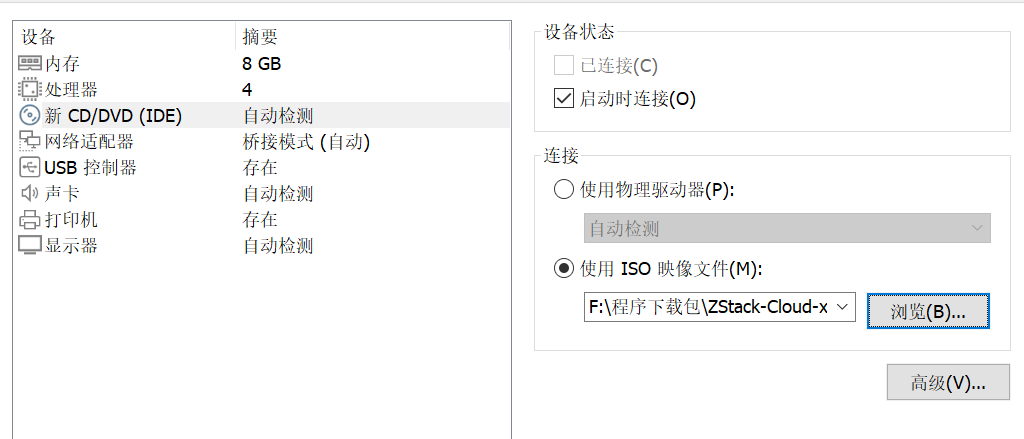 设备 摘要
内存 8 GB
处理器 4
新 CD/DVD (IDE) 自动检测
网络适配器 桥接模式 (自动)
USB 控制器 存在
声卡 自动检测
打印机 存在
显示器 自动检测
设备状态
已连接(C)
启动时连接(O)
连接
使用物理驱动器(P):
自动检测
使用 ISO 映像文件(M):
F:\程序下载包\ZStack-Cloud-x
浏览(B)...
高级(V)...